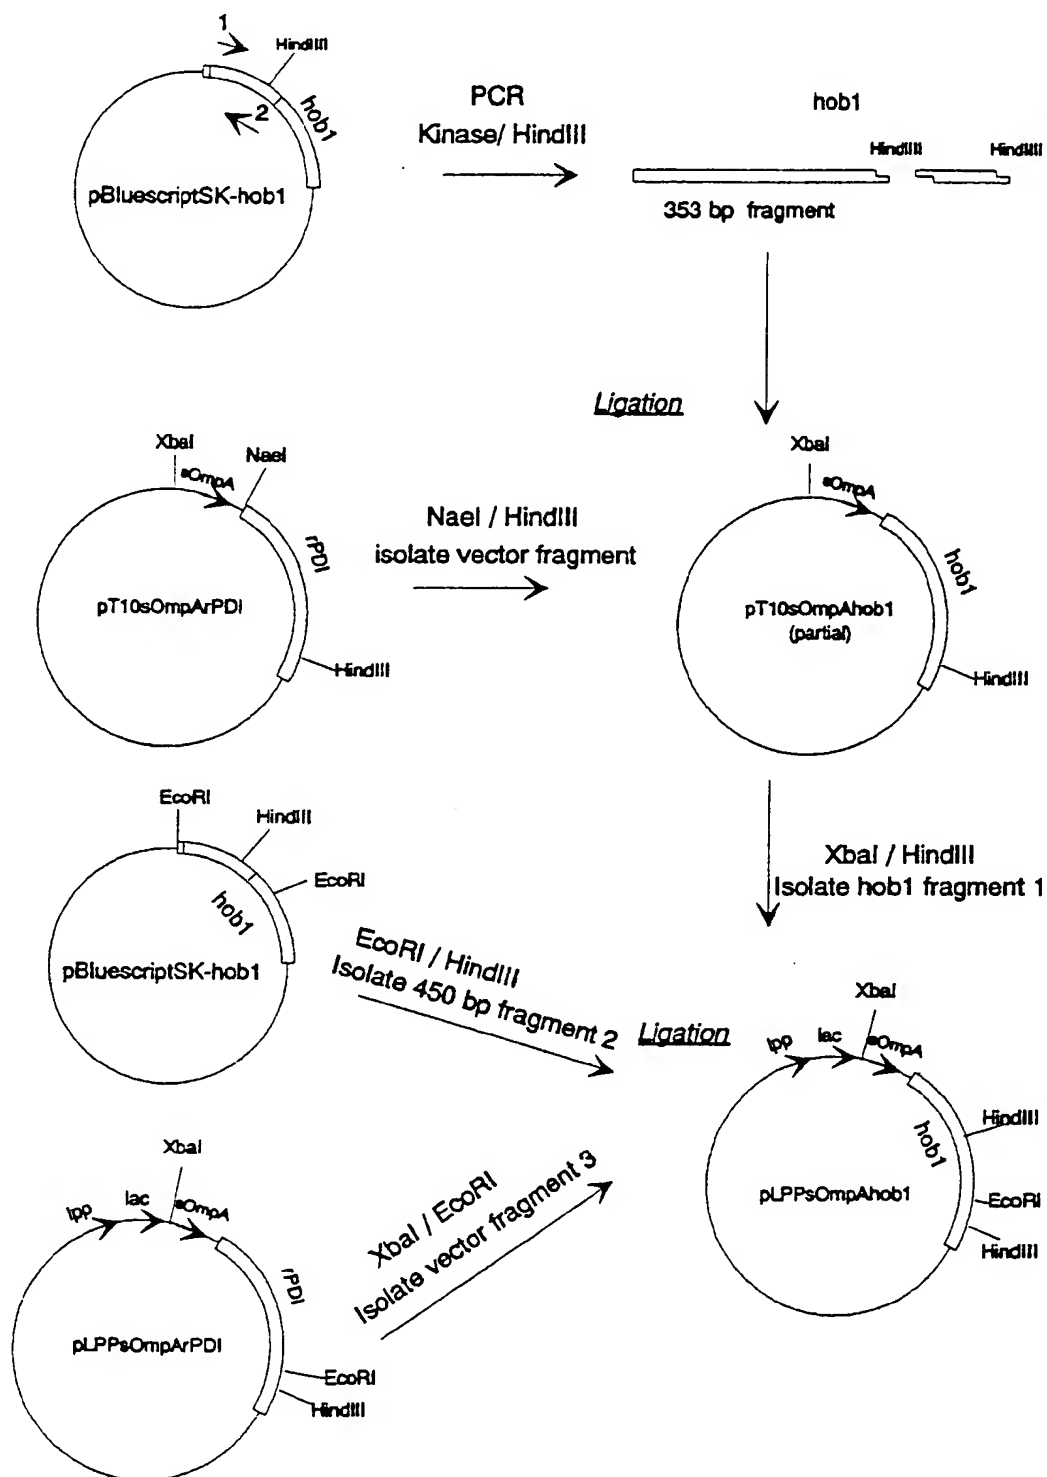 1
HindIII
hob1
2
pBluescriptSK-hob1
PCR
Kinase/ HindIII
hob1
HindIII
HindIII
353 bp fragment
Ligation
XbaI
sOmpA
NaeI
rPDI
pT10sOmpArPDI
HindIII
NaeI / HindIII
isolate vector fragment
XbaI
sOmpA
hob1
pT10sOmpAhob1
(partial)
HindIII
EcoRI
HindIII
EcoRI
hob1
pBluescriptSK-hob1
EcoRI / HindIII
Isolate 450 bp fragment 2
XbaI / HindIII
Isolate hob1 fragment 1
Ligation
XbaI
lpp
lac
sOmpA
HindIII
hob1
pLPPsOmpAhob1
EcoRI
HindIII
XbaI
lpp
lac
sOmpA
rPDI
pLPPsOmpArPDI
EcoRI
HindIII
XbaI / EcoRI
Isolate vector fragment 3